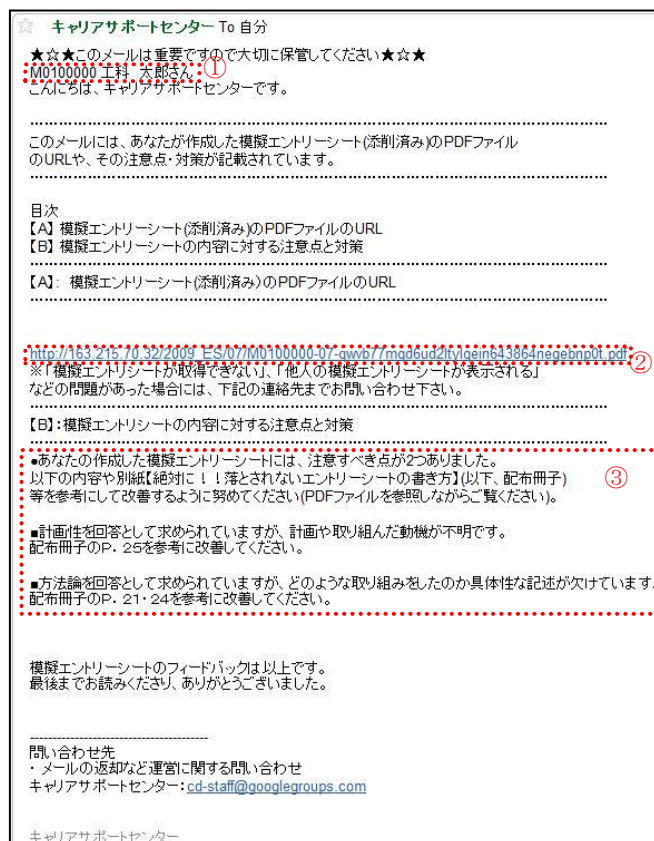 キャリアサポートセンター To 自分
★☆★このメールは重要ですので大切に保管してください★☆★
M0100000 工科　太郎さん ①
こんにちは、キャリアサポートセンターです。
このメールには、あなたが作成した模擬エントリーシート(添削済み)のPDFファイル
のURLや、その注意点・対策が記載されています。
目次
【A】 模擬エントリーシート(添削済み)のPDFファイルのURL
【B】 模擬エントリーシートの内容に対する注意点と対策
【A】： 模擬エントリーシート(添削済み)のPDFファイルのURL
http://163.215.70.32/2009_ES/07/M0100000-07-qwvb77mqd6ud2ltylqein643864negebnp0t.pdf ②
※「模擬エントリシートが取得できない」、「他人の模擬エントリーシートが表示される」
などの問題があった場合には、下記の連絡先までお問い合わせ下さい。
【B】：模擬エントリシートの内容に対する注意点と対策
●あなたの作成した模擬エントリーシートには、注意すべき点が2つありました。
以下の内容や別紙【絶対に！！落とされないエントリーシートの書き方】(以下、配布冊子) ③
等を参考にして改善するように努めてください(PDFファイルを参照しながらご覧ください)。
■計画性を回答として求められていますが、計画や取り組んだ動機が不明です。
配布冊子のP．25を参考に改善してください。
■方法論を回答として求められていますが、どのような取り組みをしたのか具体性な記述が欠けています。
配布冊子のP．21・24を参考に改善してください。
模擬エントリーシートのフィードバックは以上です。
最後までお読みくださり、ありがとうございました。
問い合わせ先
・メールの返却など運営に関する問い合わせ
キャリアサポートセンター：cd-staff@googlegroups.com
キャリアサポートセンター